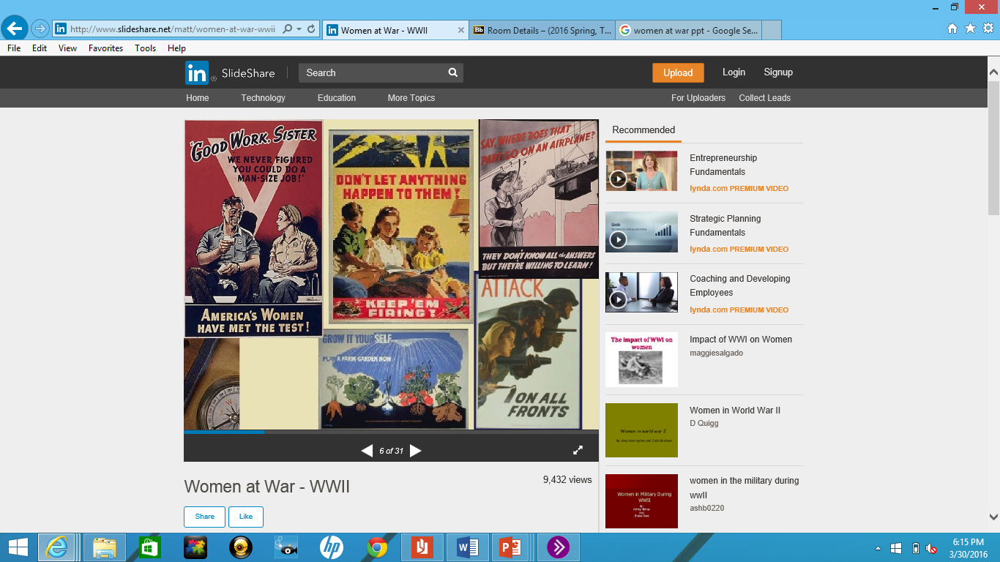 http://www.slideshare.net/matt/women-at-war-wwii
in Women at War - WWII
Bb Room Details – (2016 Spring, T...
G women at war ppt - Google Se...
File Edit View Favorites Tools Help
in ® SlideShare
Search
Upload Login Signup
Home Technology Education More Topics
For Uploaders Collect Leads
"GOOD WORK, SISTER
WE NEVER FIGURED
YOU COULD DO A
MAN-SIZE JOB!"
AMERICA'S WOMEN
HAVE MET THE TEST!
DON'T LET ANYTHING
HAPPEN TO THEM!
KEEP 'EM
FIRING!
SAY, WHERE DOES THAT
PART GO ON AN AIRPLANE?
? ? ?
THEY DON'T KNOW ALL the ANSWERS
BUT THEY'RE WILLING TO LEARN!
GROW IT YOURSELF
PLAN A FARM GARDEN NOW
ATTACK
ON ALL
FRONTS
6 of 31
Women at War - WWII
9,432 views
Share Like
Recommended
Entrepreneurship
Fundamentals
lynda.com PREMIUM VIDEO
Goals
Strategic Planning
Fundamentals
lynda.com PREMIUM VIDEO
Coaching and Developing
Employees
lynda.com PREMIUM VIDEO
The impact of WWI on
women
Impact of WWI on Women
maggiesalgado
Women in world war 2
Women in World War II
D Quigg
Women in Military During
WWII
By:
And
women in the military during
wwII
ashb0220
hp
W
P
6:15 PM
3/30/2016